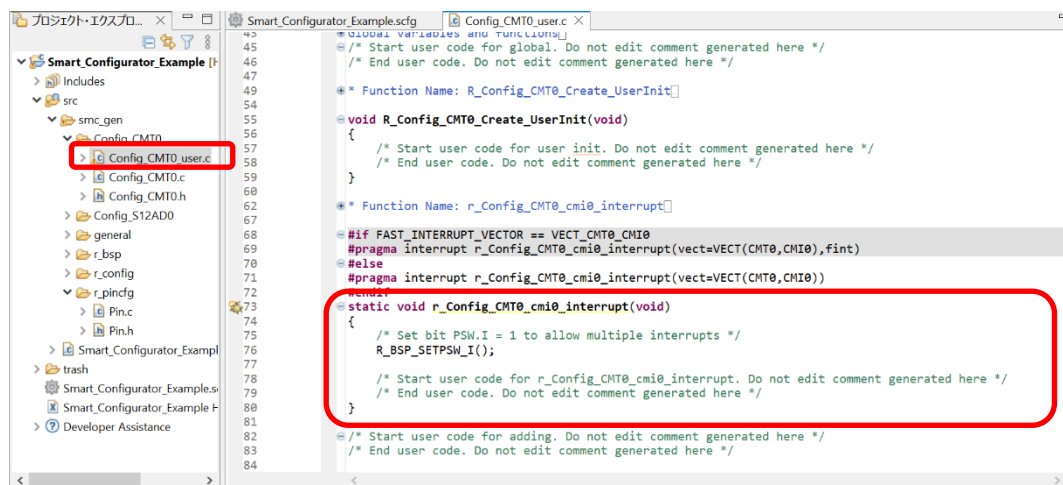 プロジェクト・エクスプロ...
Smart_Configurator_Example [H
Includes
src
smc_gen
Config_CMT0
Config_CMT0_user.c
Config_CMT0.c
Config_CMT0.h
Config_S12AD0
general
r_bsp
r_config
r_pincfg
Pin.c
Pin.h
Smart_Configurator_Exampl
trash
Smart_Configurator_Example.s
Smart_Configurator_Example H
Developer Assistance
Smart_Configurator_Example.scfg
Config_CMT0_user.c
43 Global variables and functions
45 /* Start user code for global. Do not edit comment generated here */
46 /* End user code. Do not edit comment generated here */
47
49 * Function Name: R_Config_CMT0_Create_UserInit
54
55 void R_Config_CMT0_Create_UserInit(void)
56 {
57 /* Start user code for user init. Do not edit comment generated here */
58 /* End user code. Do not edit comment generated here */
59 }
60
62 * Function Name: r_Config_CMT0_cmi0_interrupt
67
68 #if FAST_INTERRUPT_VECTOR == VECT_CMT0_CMI0
69 #pragma interrupt r_Config_CMT0_cmi0_interrupt(vect=VECT(CMT0,CMI0),fint)
70 #else
71 #pragma interrupt r_Config_CMT0_cmi0_interrupt(vect=VECT(CMT0,CMI0))
72 #endif
73 static void r_Config_CMT0_cmi0_interrupt(void)
74 {
75 /* Set bit PSW.I = 1 to allow multiple interrupts */
76 R_BSP_SETPSW_I();
77
78 /* Start user code for r_Config_CMT0_cmi0_interrupt. Do not edit comment generated here */
79 /* End user code. Do not edit comment generated here */
80 }
81
82 /* Start user code for adding. Do not edit comment generated here */
83 /* End user code. Do not edit comment generated here */
84